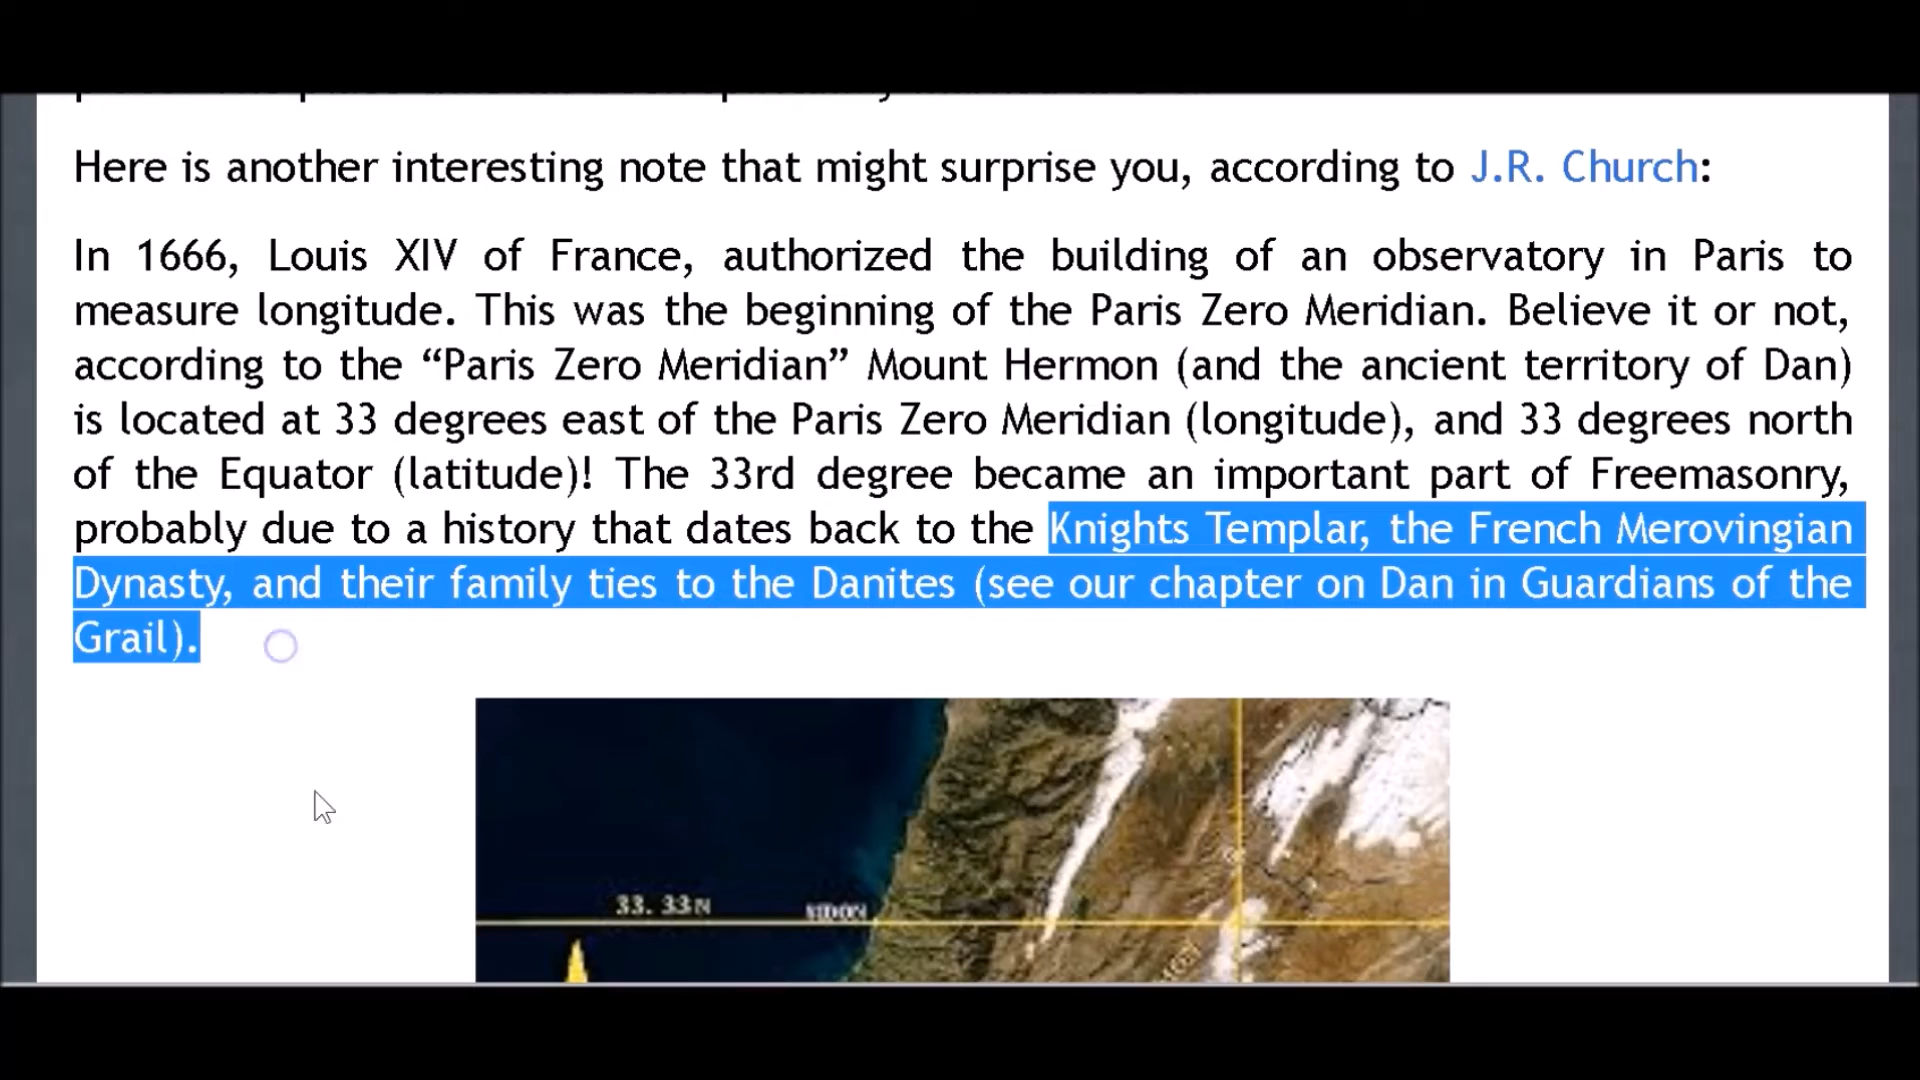 Here is another interesting note that might surprise you, according to J.R. Church:
In 1666, Louis XIV of France, authorized the building of an observatory in Paris to
measure longitude. This was the beginning of the Paris Zero Meridian. Believe it or not,
according to the “Paris Zero Meridian” Mount Hermon (and the ancient territory of Dan)
is located at 33 degrees east of the Paris Zero Meridian (longitude), and 33 degrees north
of the Equator (latitude)! The 33rd degree became an important part of Freemasonry,
probably due to a history that dates back to the Knights Templar, the French Merovingian
Dynasty, and their family ties to the Danites (see our chapter on Dan in Guardians of the
Grail).
33. 33N